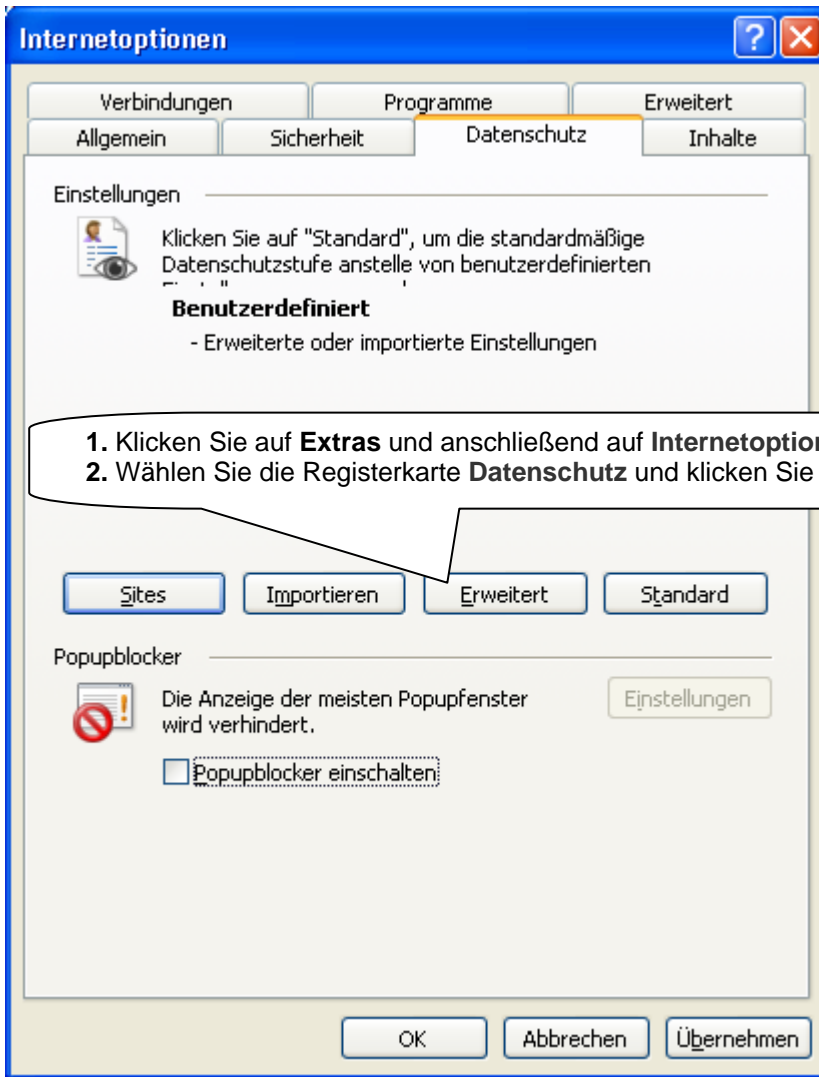 Internetoptionen
Verbindungen Programme Erweitert
Allgemein Sicherheit Datenschutz Inhalte
Einstellungen
Klicken Sie auf "Standard", um die standardmäßige
Datenschutzstufe anstelle von benutzerdefinierten
Benutzerdefiniert
- Erweiterte oder importierte Einstellungen
1. Klicken Sie auf Extras und anschließend auf Internetoption
2. Wählen Sie die Registerkarte Datenschutz und klicken Sie
Sites Importieren Erweitert Standard
Popupblocker
Die Anzeige der meisten Popupfenster Einstellungen
wird verhindert.
Popupblocker einschalten
OK Abbrechen Übernehmen